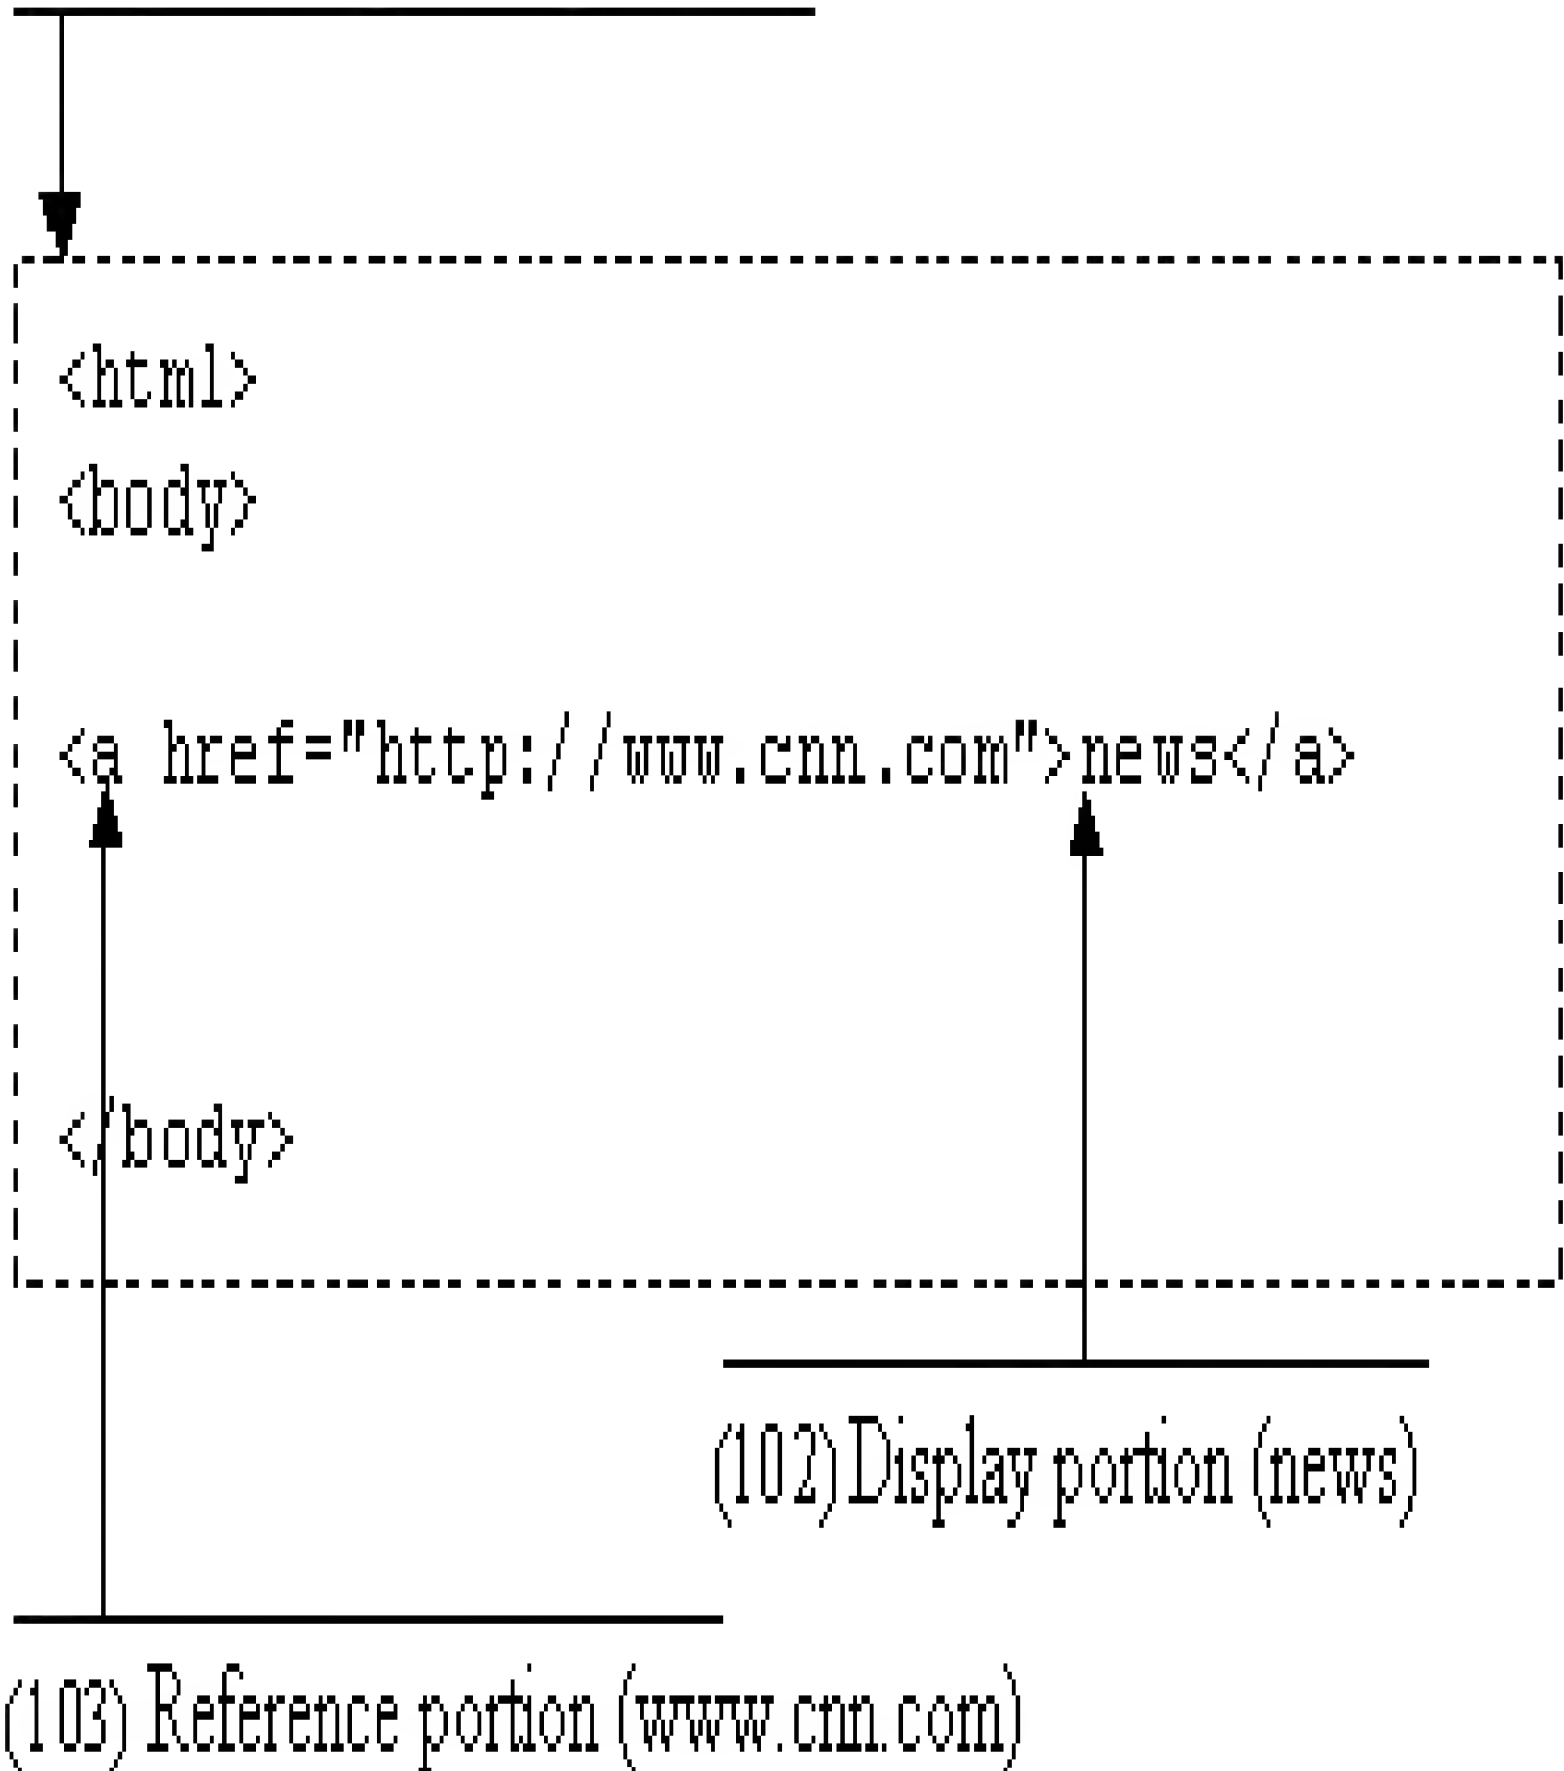 <html>
<body>
<a href="http://www.cnn.com">news</a>
</body>
(102) Display portion (news)
(103) Reference portion (www.cnn.com)